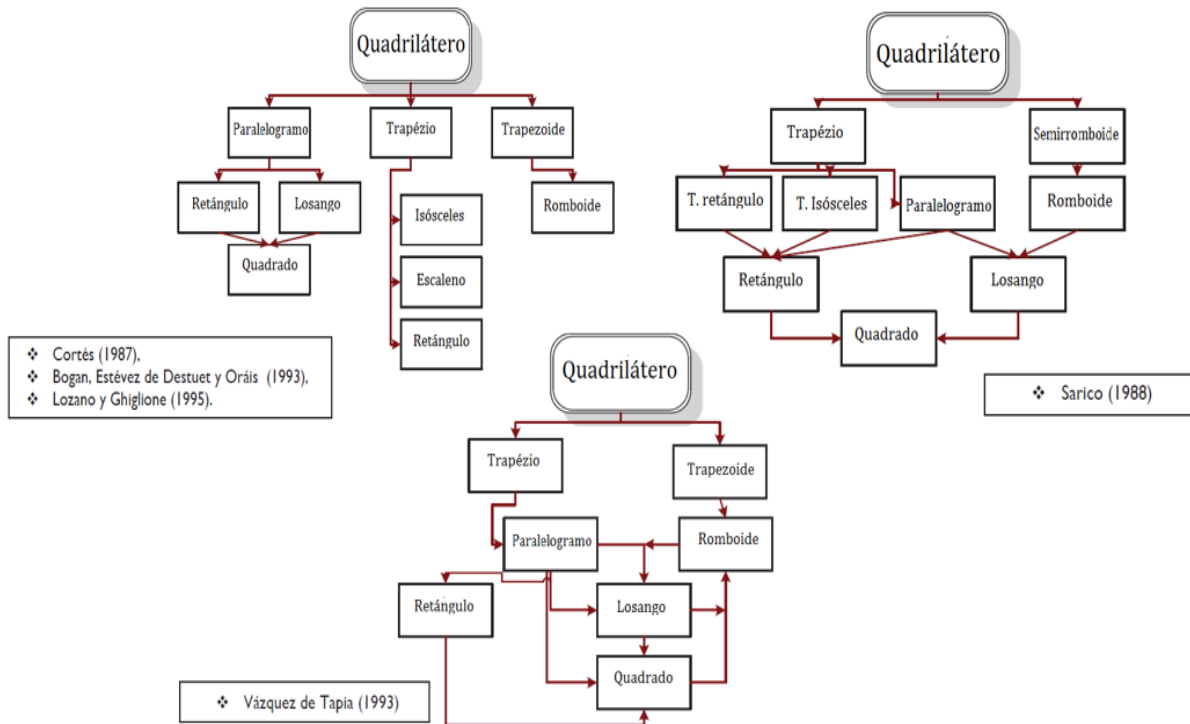 Quadrilátero
Paralelogramo
Trapézio
Trapezoide
Retángulo
Losango
Romboide
Quadrado
Isósceles
Escaleno
Retángulo
❖ Cortés (1987),
❖ Bogan, Estévez de Destuet y Oráis (1993),
❖ Lozano y Ghiglione (1995).
Quadrilátero
Trapézio
Semirromboide
T. retángulo
T. Isósceles
Paralelogramo
Romboide
Retángulo
Losango
Quadrado
❖ Sarico (1988)
Quadrilátero
Trapézio
Trapezoide
Paralelogramo
Romboide
Retángulo
Losango
Quadrado
❖ Vázquez de Tapia (1993)